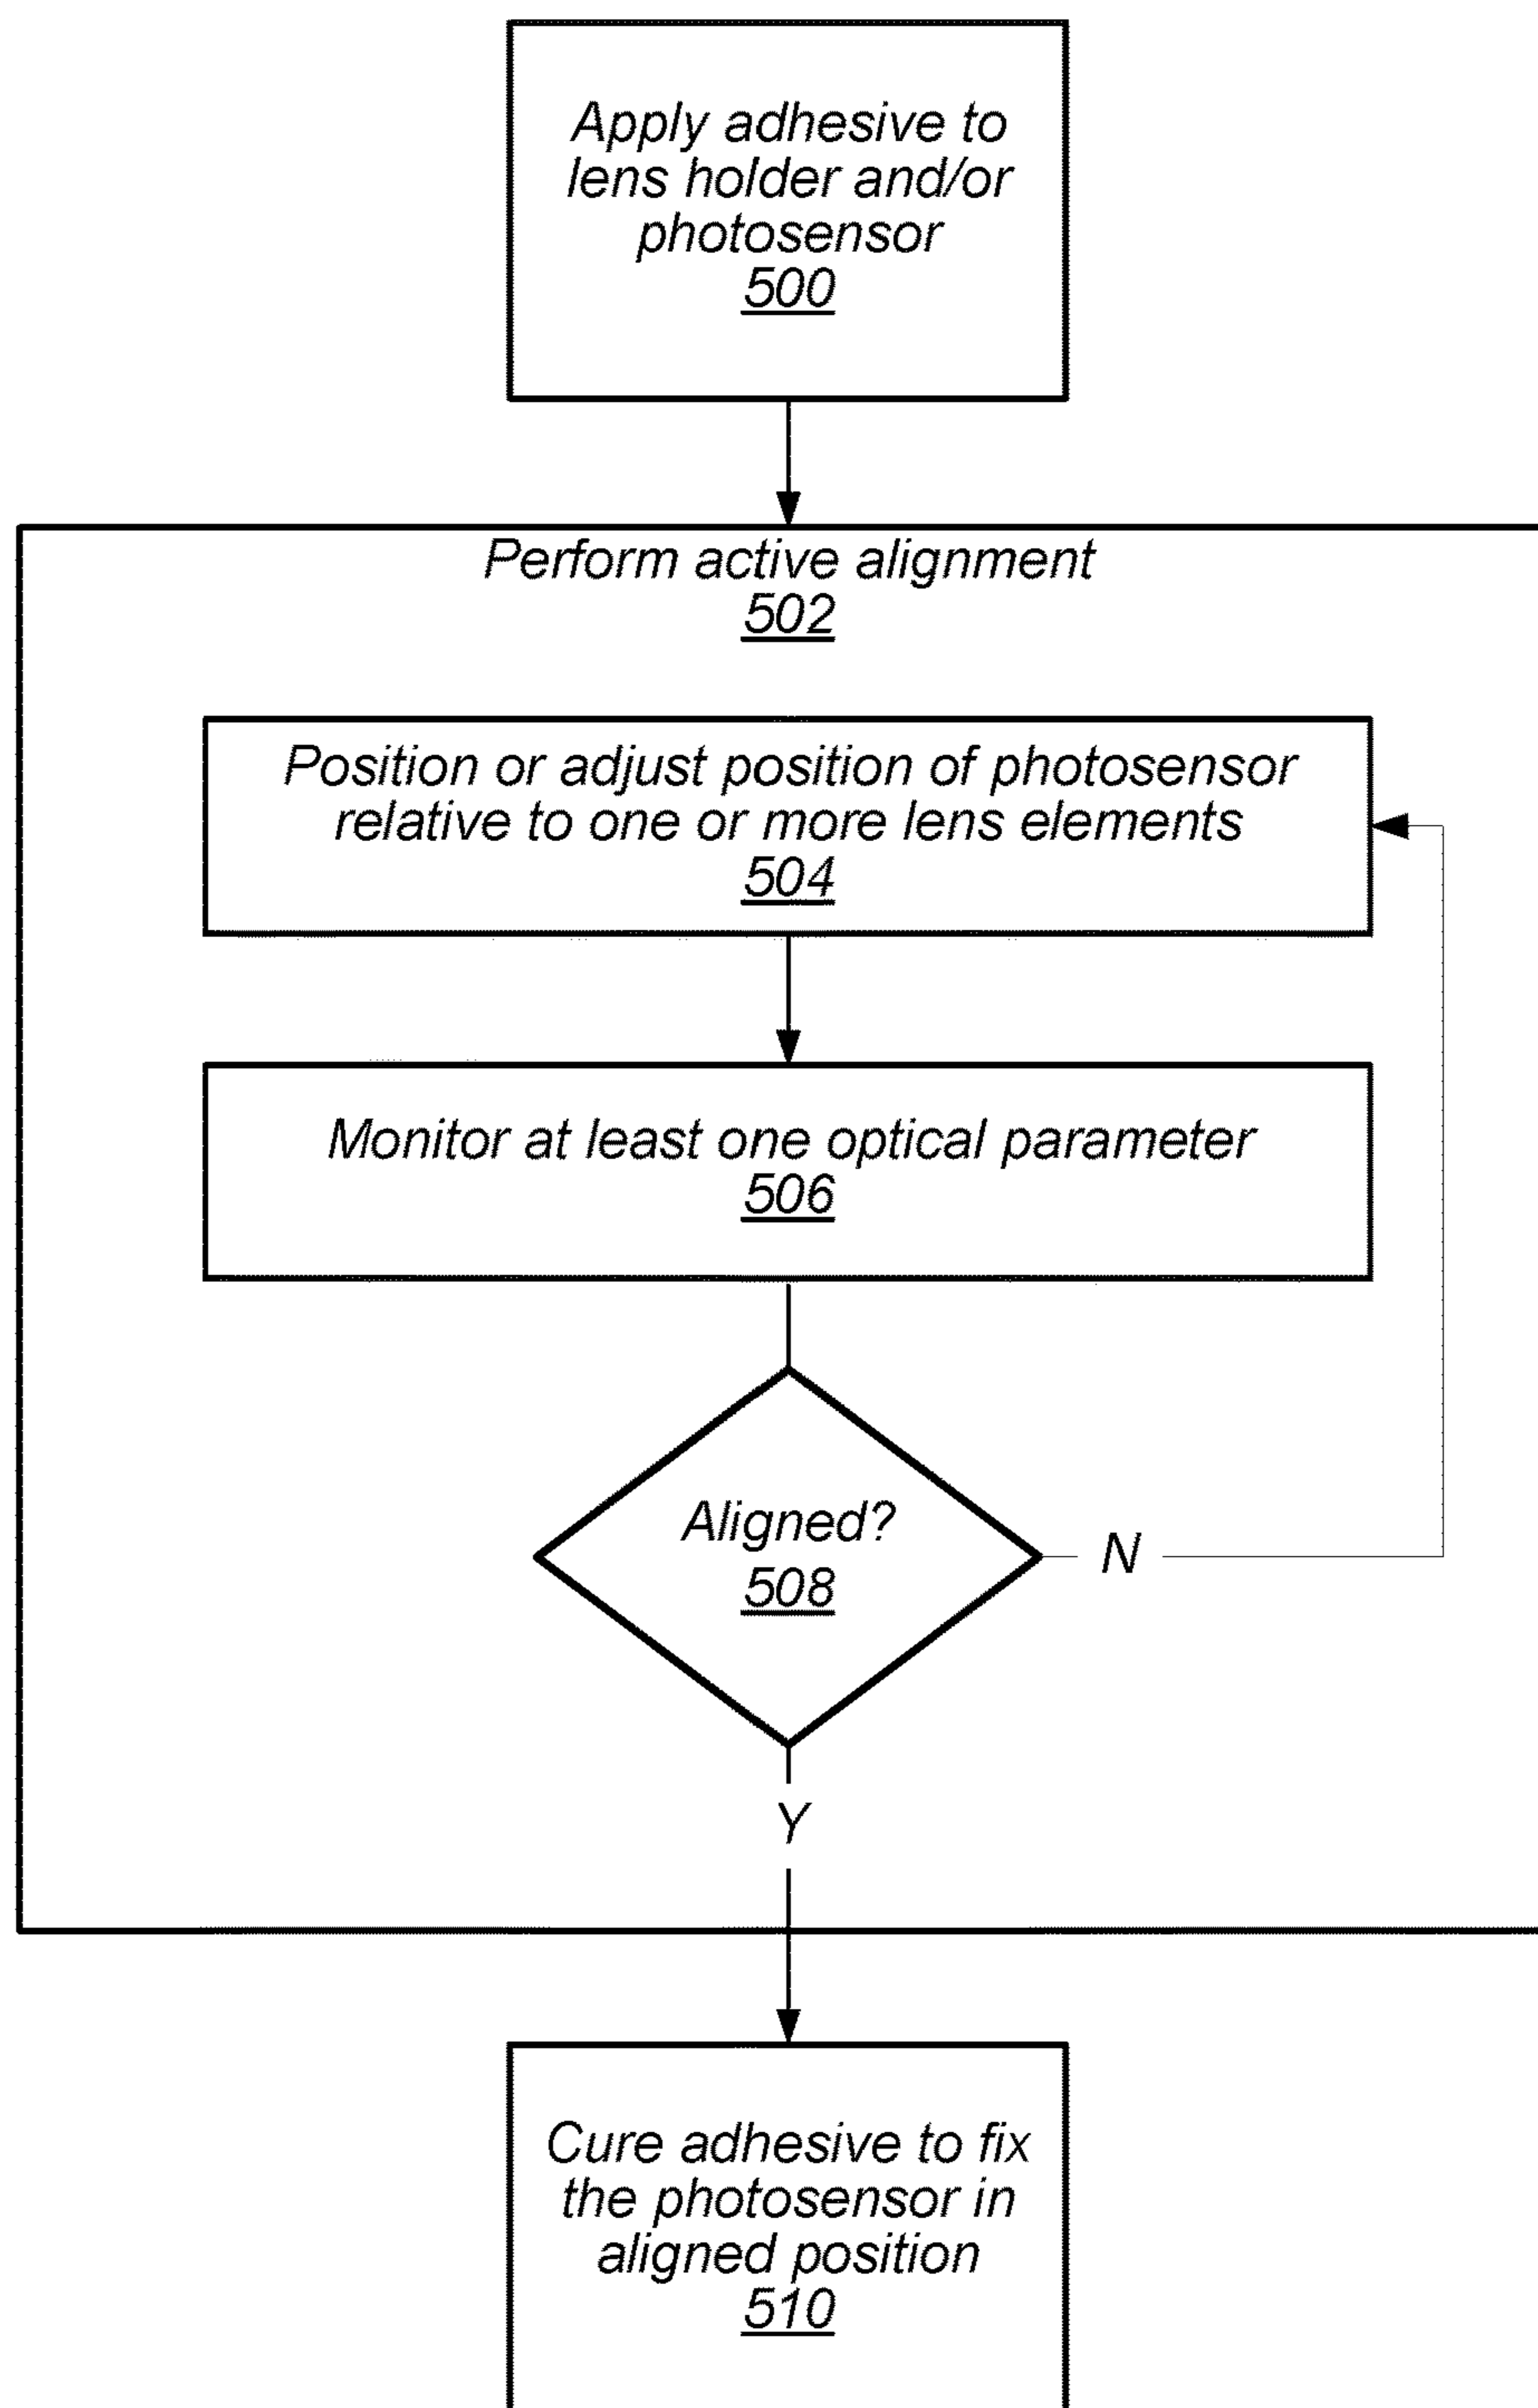 Apply adhesive to
lens holder and/or
photosensor
500
Perform active alignment
502
Position or adjust position of photosensor
relative to one or more lens elements
504
Monitor at least one optical parameter
506
Aligned?
508
N
Y
Cure adhesive to fix
the photosensor in
aligned position
510